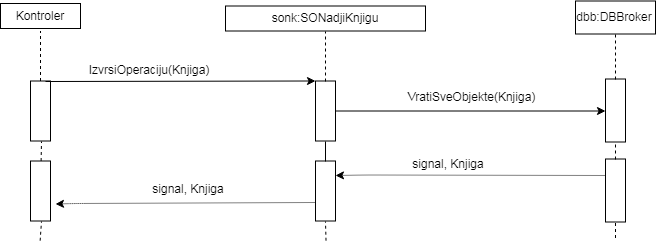 Kontroler
sonk:SONadjiKnjigu
dbb:DBBroker
IzvrsiOperaciju(Knjiga)
VratiSveObjekte(Knjiga)
signal, Knjiga
signal, Knjiga